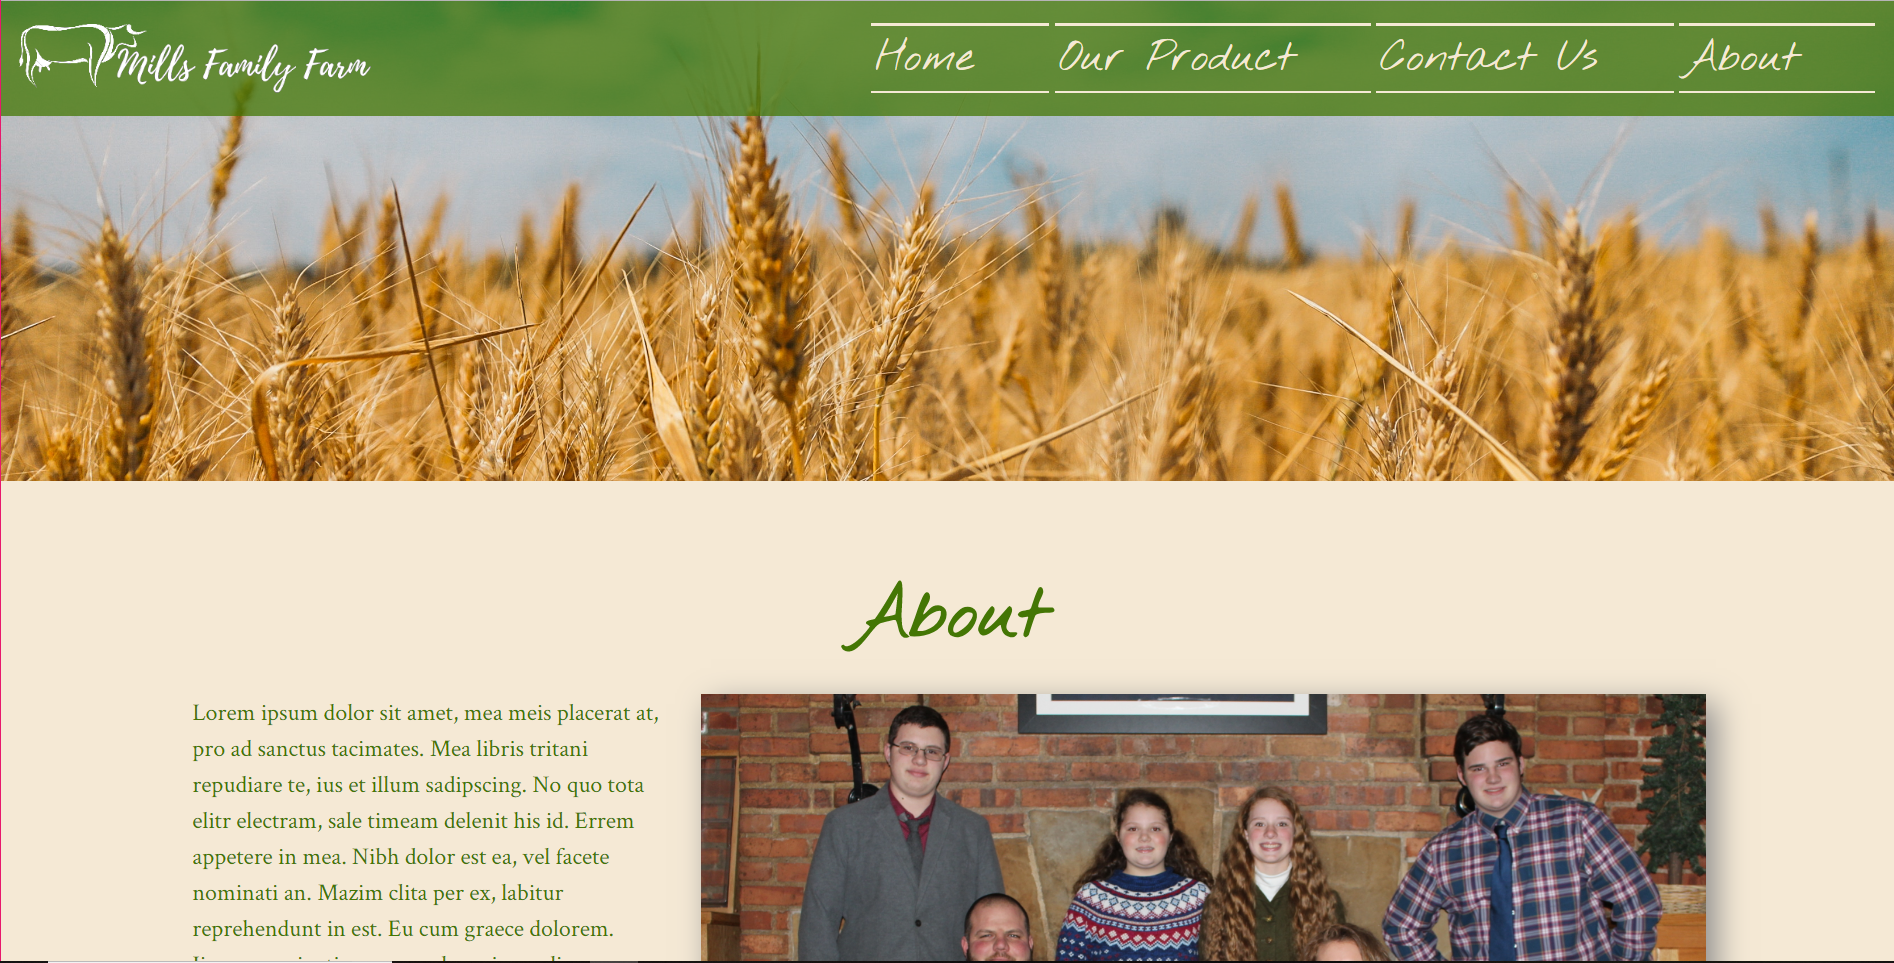 Mills Family Farm
Home Our Product Contact Us About
About
Lorem ipsum dolor sit amet, mea meis placerat at,
pro ad sanctus tacimates. Mea libris tritani
repudiare te, ius et illum sadipscing. No quo tota
elitr electram, sale timeam delenit his id. Errem
appetere in mea. Nibh dolor est ea, vel facete
nominati an. Mazim clita per ex, labitur
reprehendunt in est. Eu cum graece dolorem.